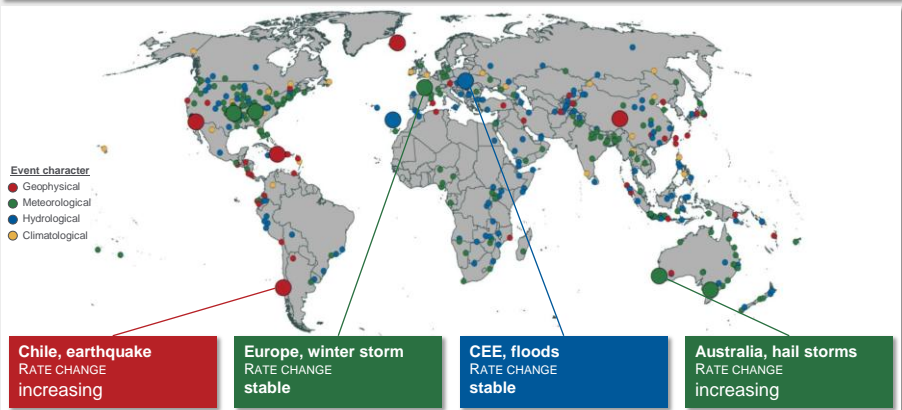 Event character
Geophysical
Meteorological
Hydrological
Climatological
Chile, earthquake
RATE CHANGE
increasing
Europe, winter storm
RATE CHANGE
stable
CEE, floods
RATE CHANGE
stable
Australia, hail storms
RATE CHANGE
increasing